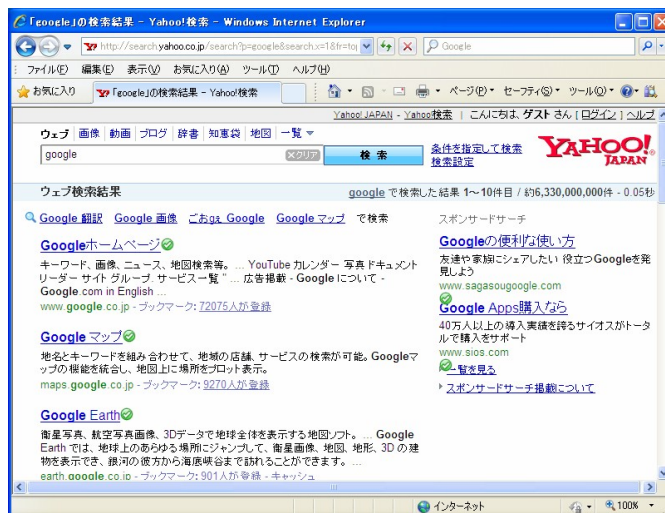 「google」の検索結果 - Yahoo!検索 - Windows Internet Explorer
http://search.yahoo.co.jp/search?p=google&search.x=1&fr=top
Google
ファイル(F) 編集(E) 表示(V) お気に入り(A) ツール(T) ヘルプ(H)
お気に入り 「google」の検索結果 - Yahoo!検索 ページ(P) セーフティ(S) ツール(O)
Yahoo! JAPAN - Yahoo!検索 | こんにちは、ゲスト さん [ログイン] ヘルプ
ウェブ 画像 動画 ブログ 辞書 知恵袋 地図 一覧
google ×クリア 検索 条件を指定して検索
検索設定
YAHOO!
JAPAN
ウェブ検索結果 google で検索した結果 1~10件目 / 約6,330,000,000件 - 0.05秒
Google 翻訳 Google 画像 ごおgぇ Google Google マップ で検索
Googleホームページ
キーワード、画像、ニュース、地図検索等。 ... YouTube カレンダー 写真 ドキュメント
リーダー サイト グループ. サービス一覧 " ... 広告掲載 - Google について -
Google.com in English ...
www.google.co.jp - ブックマーク: 72075人が登録
Google マップ
地名とキーワードを組み合わせて、地域の店舗、サービスの検索が可能。Googleマ
ップの機能を統合し、地図上に場所をプロット表示。
maps.google.co.jp - ブックマーク: 9270人が登録
Google Earth
衛星写真、航空写真画像、3Dデータで地球全体を表示する地図ソフト。 ... Google
Earth では、地球上のあらゆる場所にジャンプして、衛星画像、地図、地形、3D の建
物を表示でき、銀河の彼方から海底峡谷まで訪れることができます。...
earth.google.co.jp - ブックマーク: 901人が登録 - キャッシュ
スポンサードサーチ
Googleの便利な使い方
友達や家族にシェアしたい 役立つGoogleを発
見しよう
www.sagasougoogle.com
Google Apps購入なら
40万人以上の導入実績を誇るサイオスがトータ
ルで購入をサポート
www.sios.com
一覧を見る
スポンサードサーチ掲載について
インターネット 100%